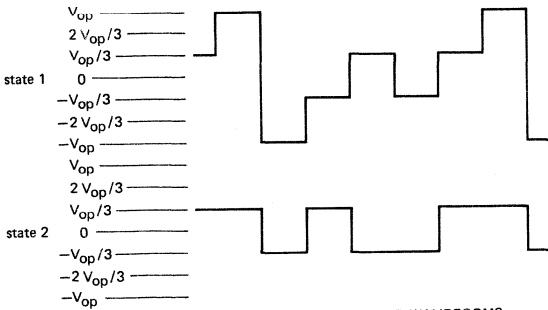 V_op
2 V_op/3
V_op/3
state 1 0
−V_op/3
−2 V_op/3
−V_op
V_op
2 V_op/3
V_op/3
state 2 0
−V_op/3
−2 V_op/3
−V_op